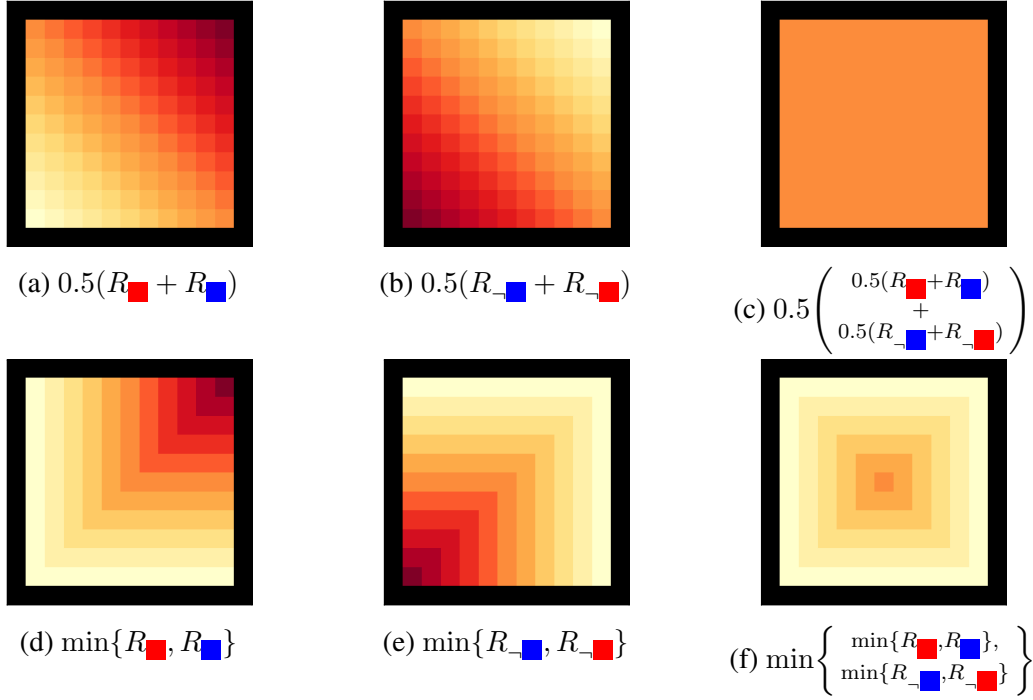 (a) 0.5(R🟥 + R🟦)
(b) 0.5(R¬🟦 + R¬🟥)
(c) 0.5(0.5(R🟥+R🟦)
+
0.5(R¬🟦+R¬🟥))
(d) min{R🟥, R🟦}
(e) min{R¬🟦, R¬🟥}
(f) min{min{R🟥,R🟦},
min{R¬🟦,R¬🟥}}